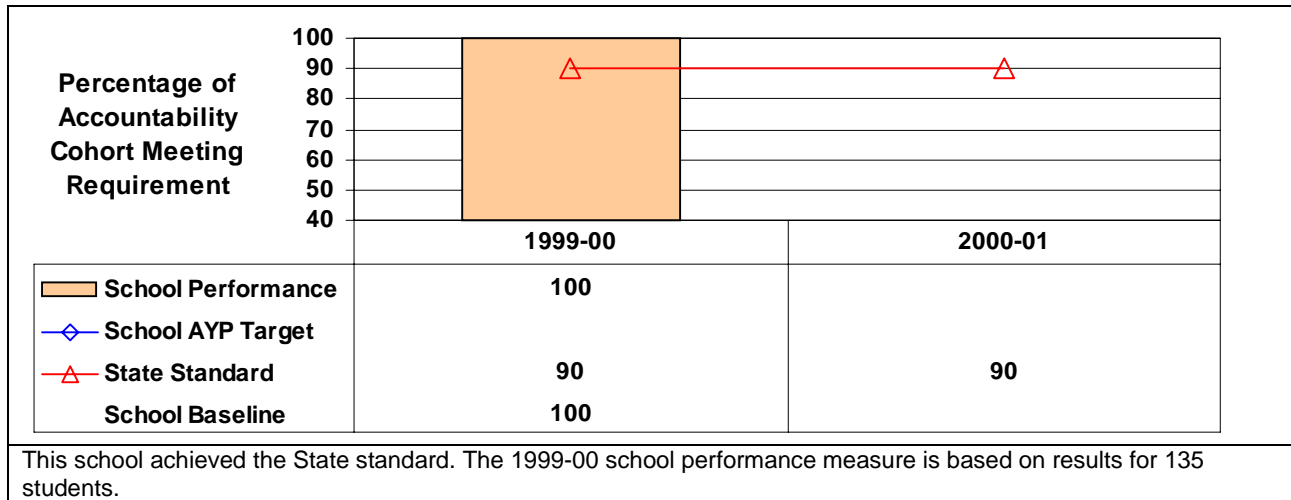 Percentage of
Accountability
Cohort Meeting
Requirement
100
90
80
70
60
50
40
1999-00 2000-01
School Performance 100
School AYP Target
State Standard 90 90
School Baseline 100
This school achieved the State standard. The 1999-00 school performance measure is based on results for 135
students.